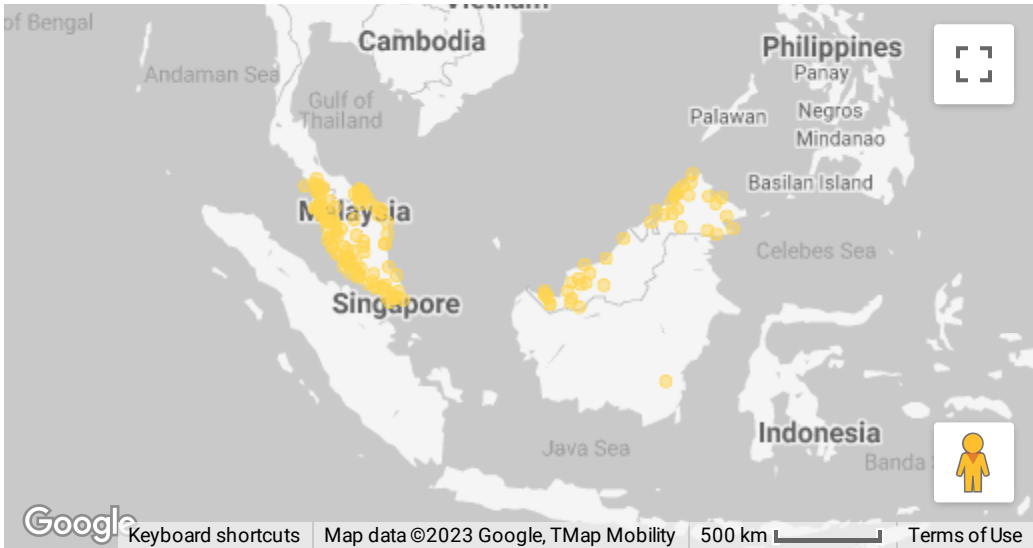 of Bengal
Vietnam
Cambodia
Philippines
Andaman Sea
Panay
Gulf of
Thailand
Palawan
Negros
Mindanao
Basilan Island
Malaysia
Celebes Sea
Singapore
Indonesia
Java Sea
Banda
Google
Keyboard shortcuts
Map data ©2023 Google, TMap Mobility
500 km
Terms of Use